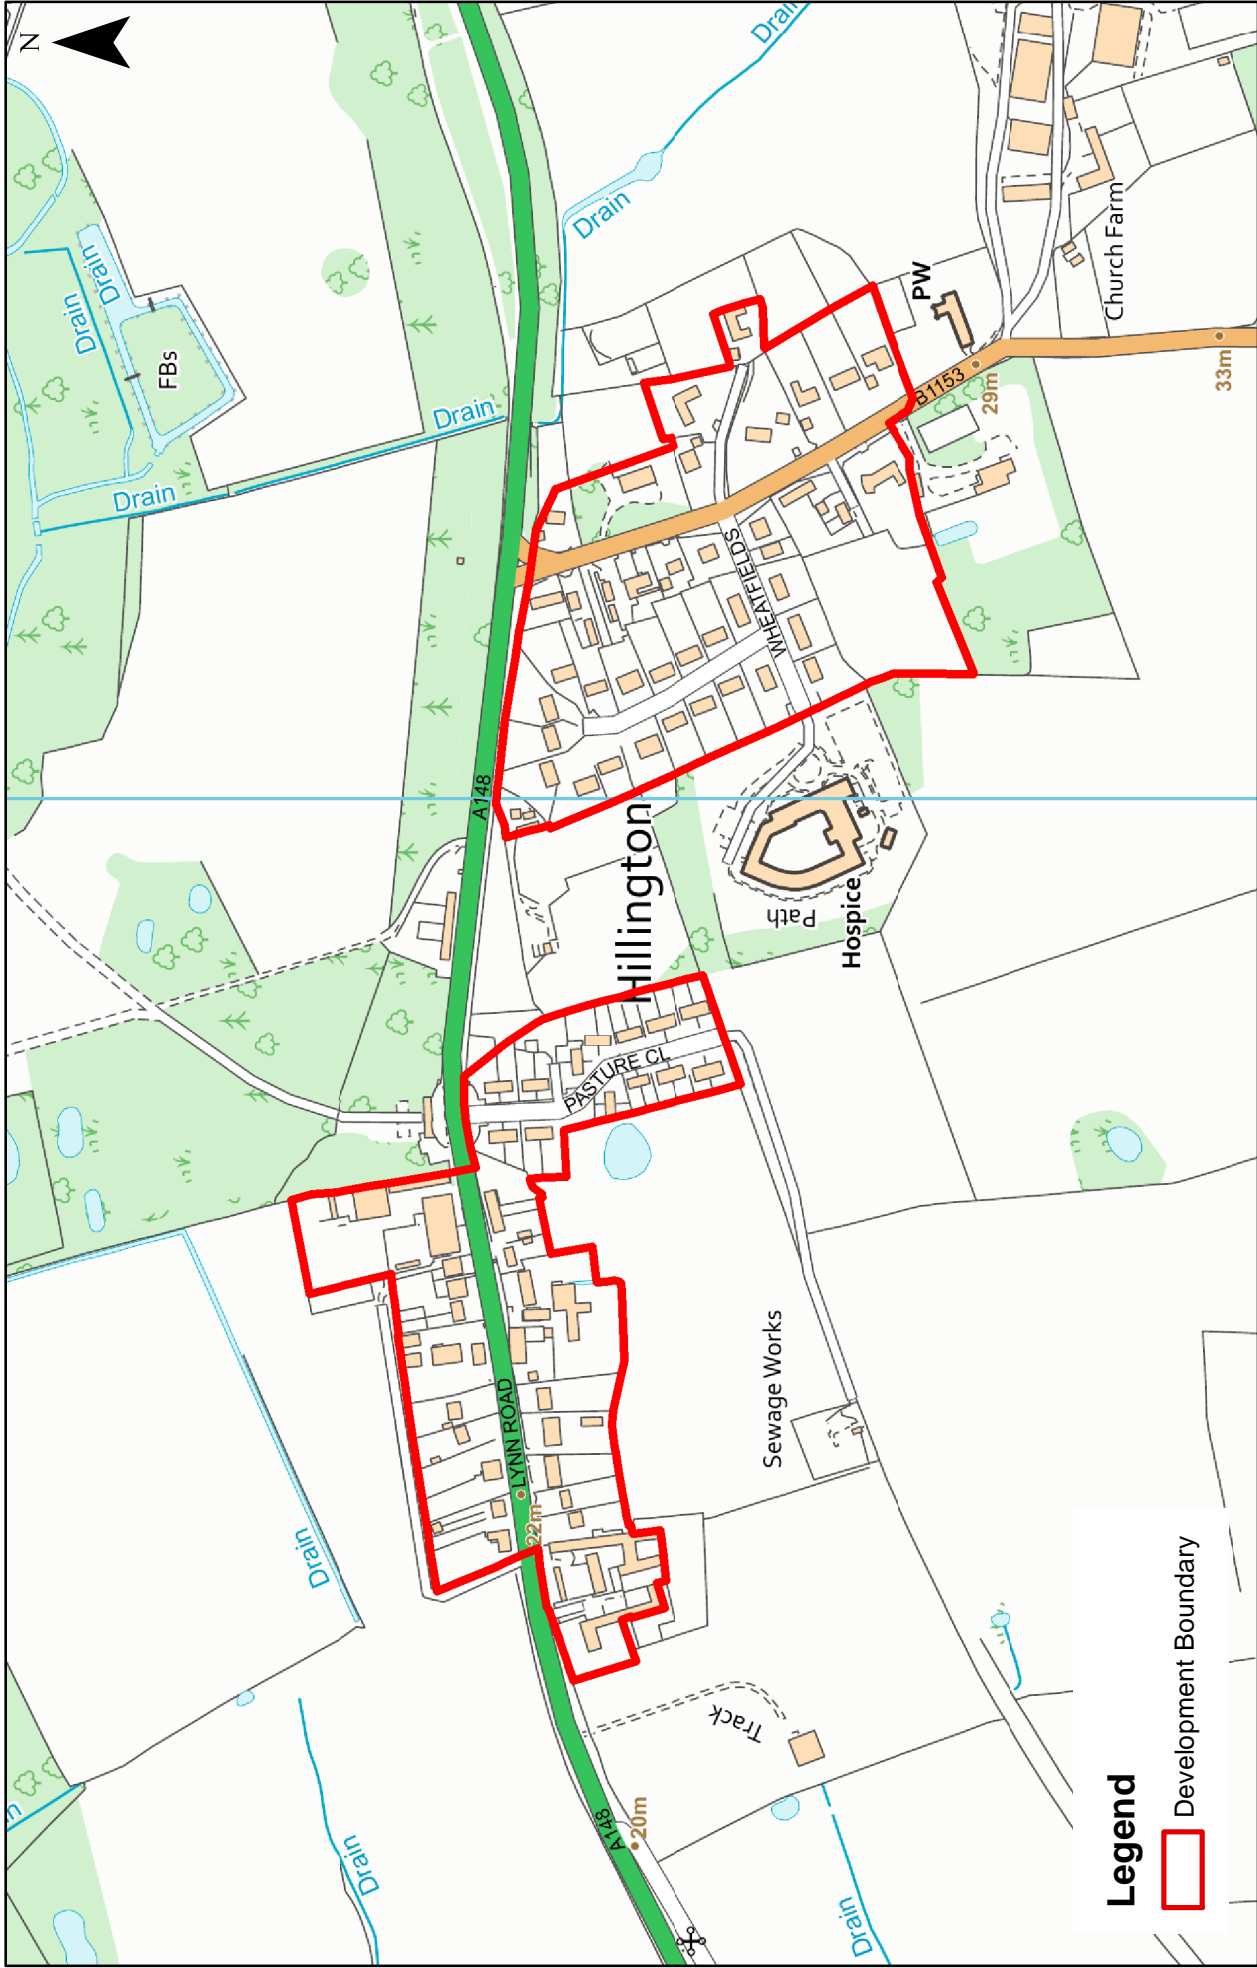 N
Drain
Drain
Drain
FBs
Drain
Drain
Drain
PW
Church Farm
B1153
29m
33m
WHEATFIELDS
A148
Hillington
Path
Hospice
PASTURE CL
LYNN ROAD
22m
Sewage Works
Drain
Track
A148
20m
Drain
Drain
n
Legend
Development Boundary